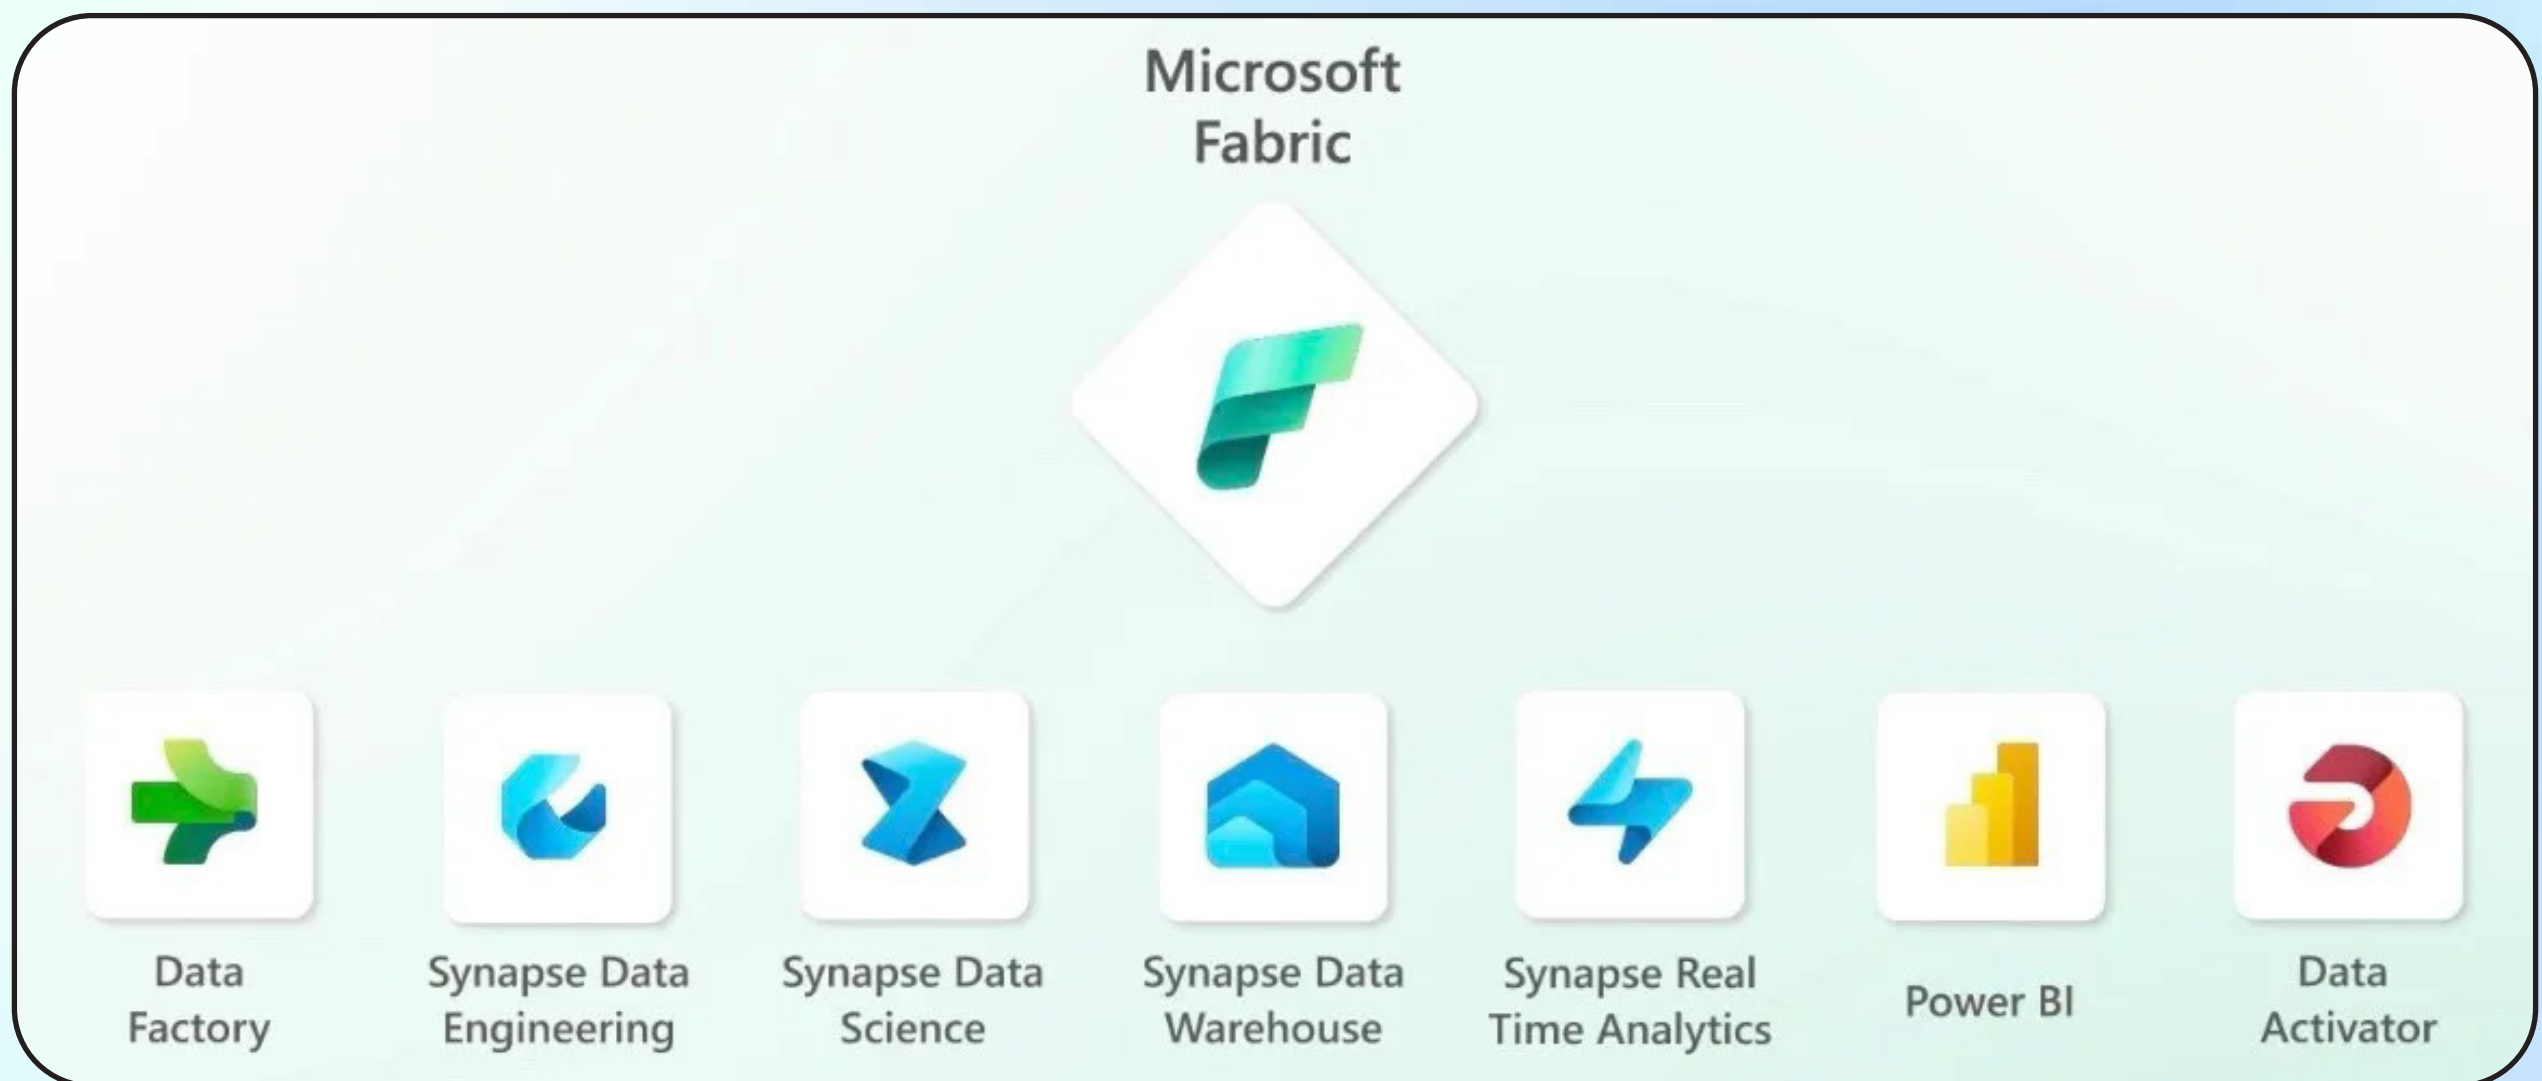 Microsoft
Fabric
Data
Factory
Synapse Data
Engineering
Synapse Data
Science
Synapse Data
Warehouse
Synapse Real
Time Analytics
Power BI
Data
Activator